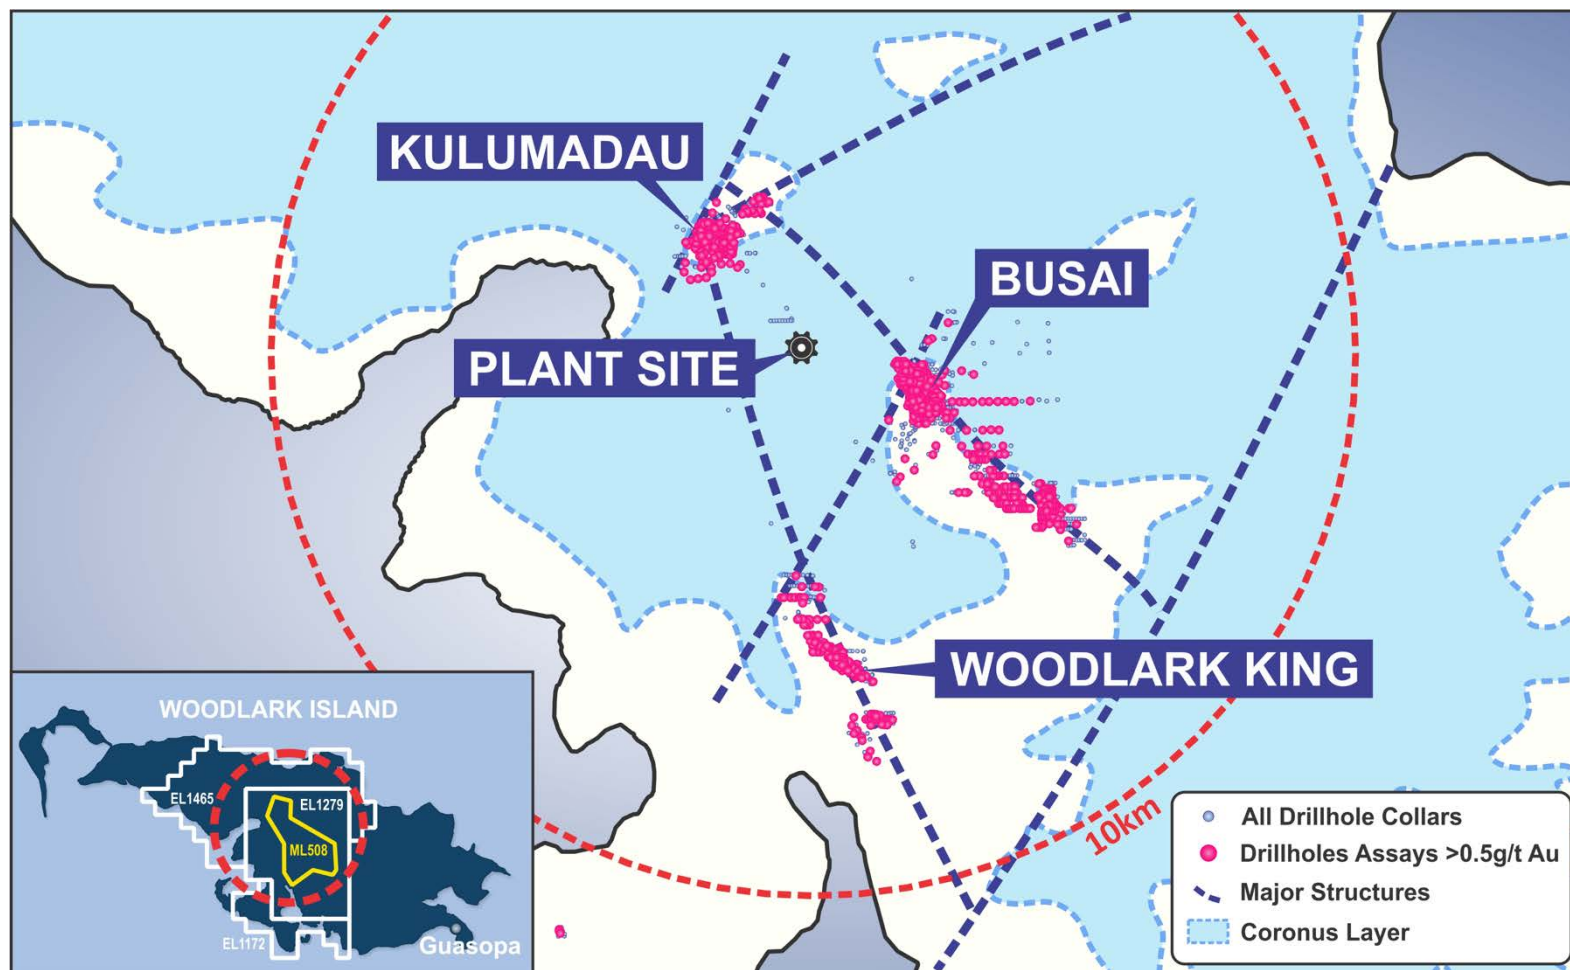 KULUMADAU
BUSAI
PLANT SITE
WOODLARK KING
10km
WOODLARK ISLAND
EL1465
EL1279
ML508
EL1172
Guasopa
All Drillhole Collars
Drillholes Assays >0.5g/t Au
Major Structures
Coronus Layer